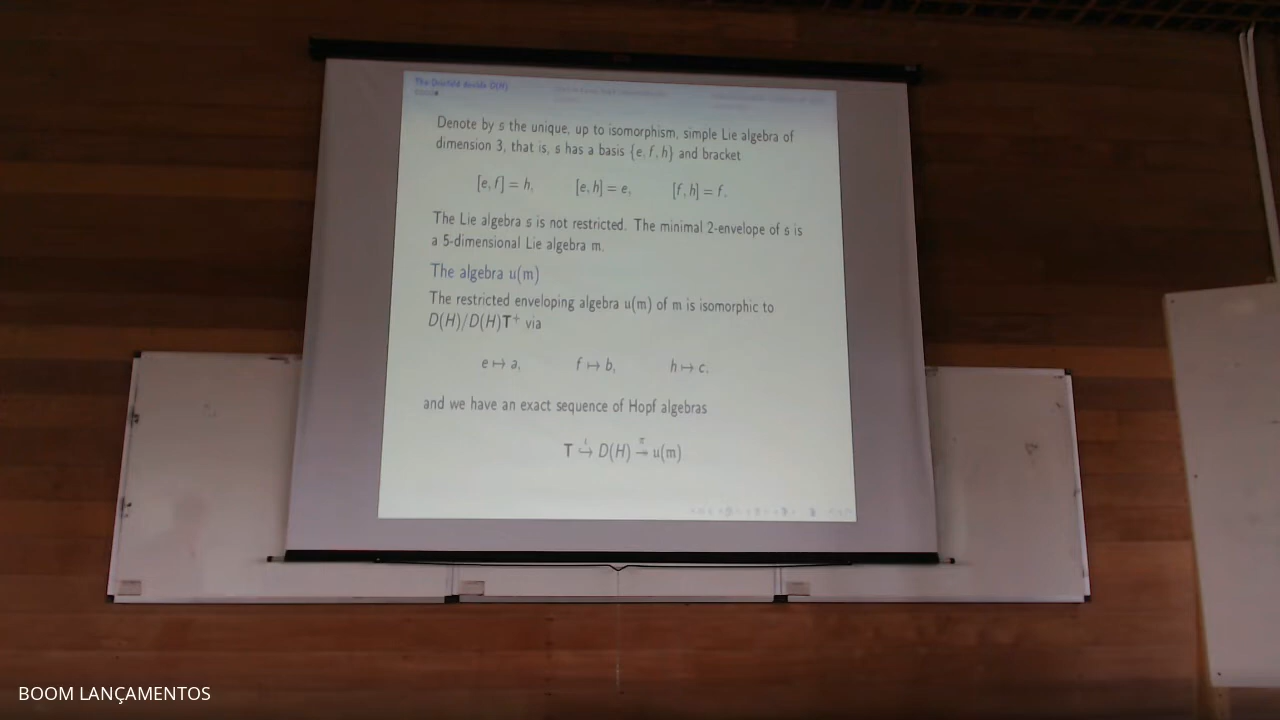 The Drinfeld double D(H)
Denote by s the unique, up to isomorphism, simple Lie algebra of
dimension 3, that is, s has a basis {e, f, h} and bracket
[e, f] = h, [e, h] = e, [f, h] = f.
The Lie algebra s is not restricted. The minimal 2-envelope of s is
a 5-dimensional Lie algebra m.
The algebra u(m)
The restricted enveloping algebra u(m) of m is isomorphic to
D(H)/D(H)T⁺ via
e ↦ a, f ↦ b, h ↦ c,
and we have an exact sequence of Hopf algebras
T ↪ι D(H) ↠π u(m)
BOOM LANÇAMENTOS